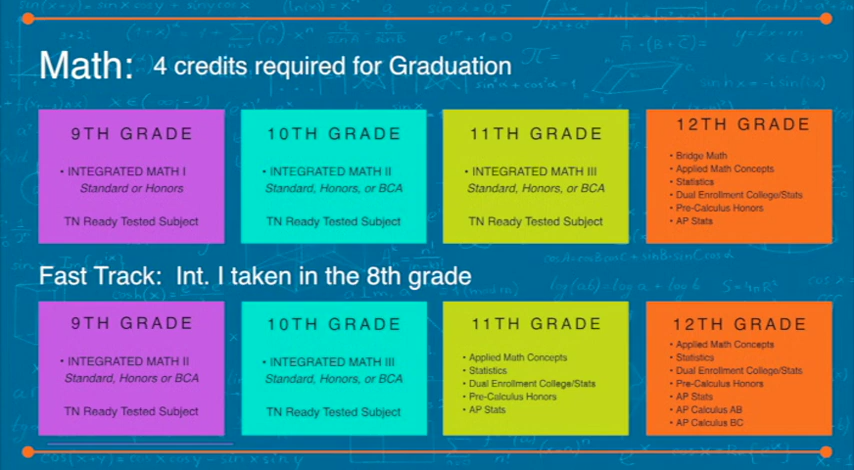 Math: 4 credits required for Graduation
9TH GRADE
• INTEGRATED MATH I
Standard or Honors
TN Ready Tested Subject
10TH GRADE
• INTEGRATED MATH II
Standard, Honors, or BCA
TN Ready Tested Subject
11TH GRADE
• INTEGRATED MATH III
Standard, Honors, or BCA
TN Ready Tested Subject
12TH GRADE
• Bridge Math
• Applied Math Concepts
• Statistics
• Dual Enrollment College/Stats
• Pre-Calculus Honors
• AP Stats
Fast Track: Int. I taken in the 8th grade
9TH GRADE
• INTEGRATED MATH II
Standard, Honors or BCA
TN Ready Tested Subject
10TH GRADE
• INTEGRATED MATH III
Standard, Honors, or BCA
TN Ready Tested Subject
11TH GRADE
• Applied Math Concepts
• Statistics
• Dual Enrollment College/Stats
• Pre-Calculus Honors
• AP Stats
12TH GRADE
• Applied Math Concepts
• Statistics
• Dual Enrollment College/Stats
• Pre-Calculus Honors
• AP Stats
• AP Calculus AB
• AP Calculus BC